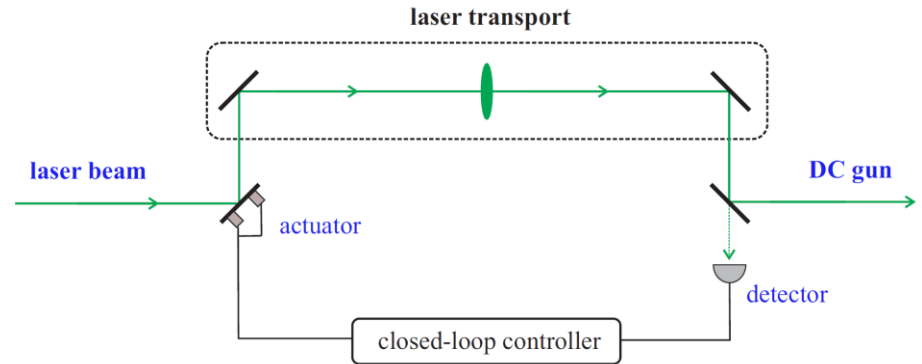 laser transport
laser beam
DC gun
actuator
detector
closed-loop controller